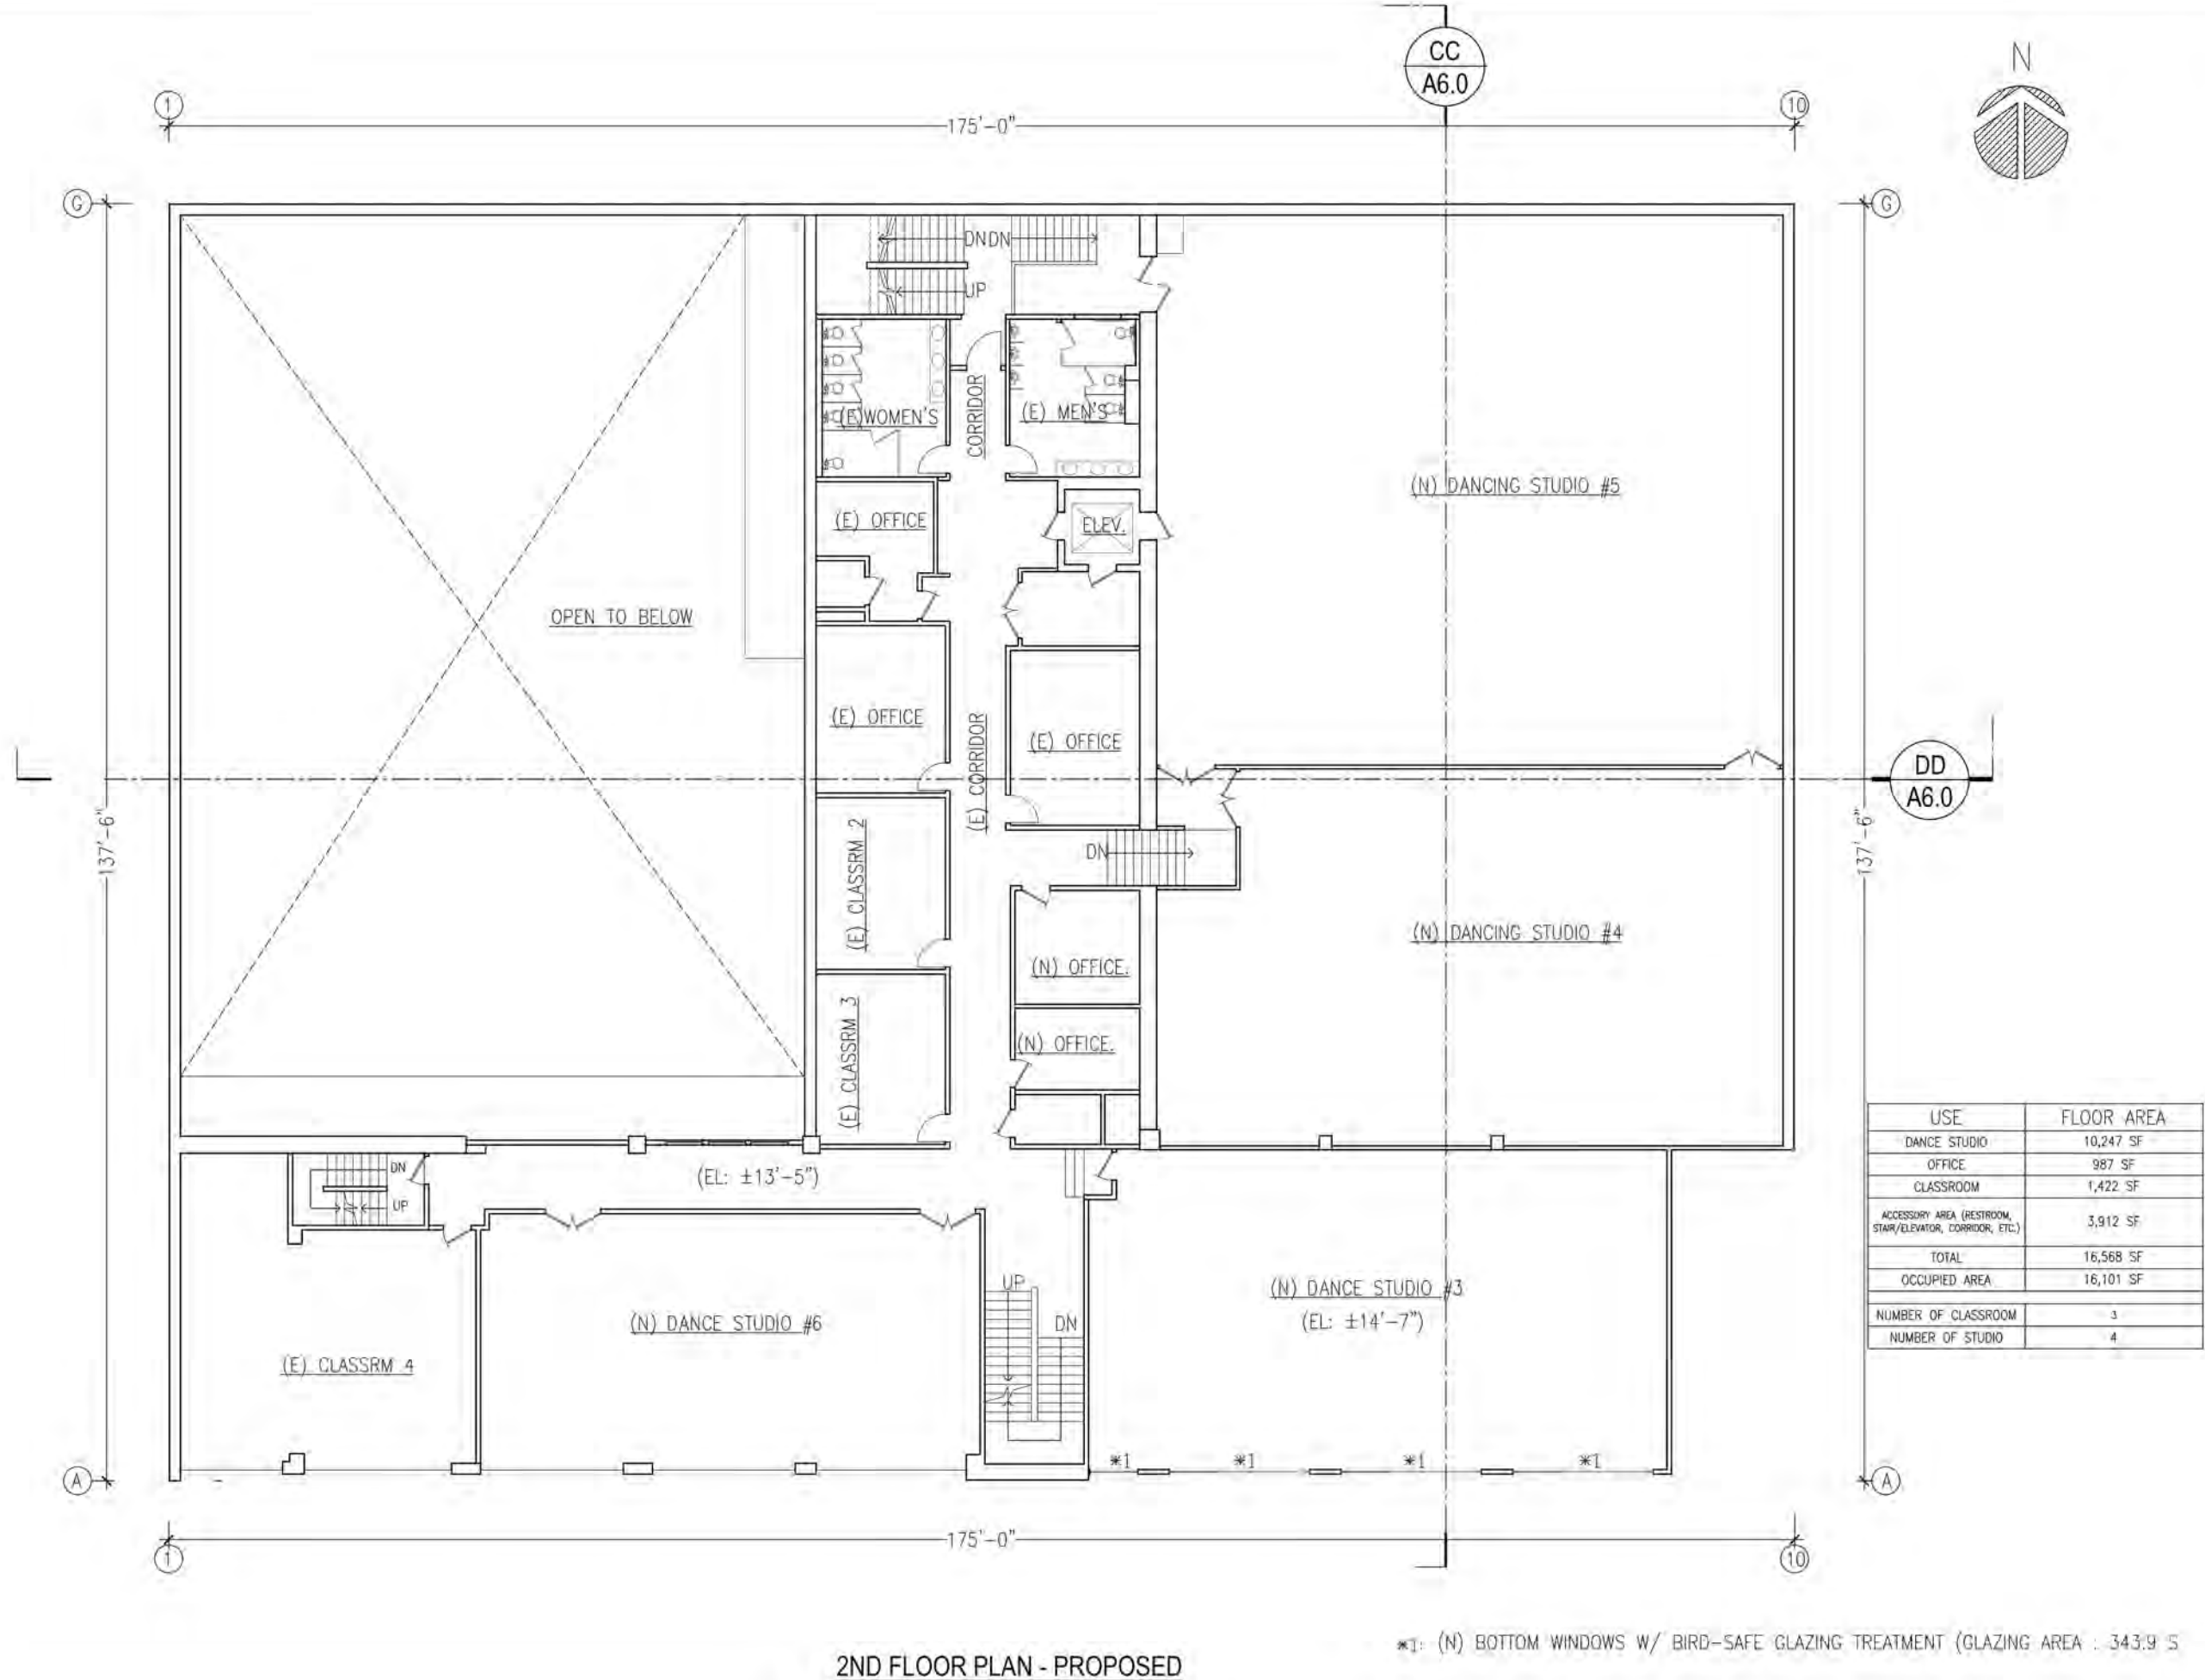 CC
A6.0
N
1
175'-0"
10
G
G
DNDN
UP
(E)WOMEN'S
CORRIDOR
(E) MEN'S
(N) DANCING STUDIO #5
(E) OFFICE
ELEV.
OPEN TO BELOW
(E) OFFICE
(E) CORRIDOR
(E) OFFICE
DD
A6.0
137'-6"
137'-6"
(E) CLASSRM 2
DN
(N) DANCING STUDIO #4
(N) OFFICE.
(E) CLASSRM 3
(N) OFFICE.
USE FLOOR AREA
DANCE STUDIO 10,247 SF
OFFICE 987 SF
CLASSROOM 1,422 SF
ACCESSORY AREA (RESTROOM,
STAIR/ELEVATOR, CORRIDOR, ETC.) 3,912 SF
TOTAL 16,568 SF
OCCUPIED AREA 16,101 SF
NUMBER OF CLASSROOM 3
NUMBER OF STUDIO 4
DN
UP
(EL: ±13'-5")
UP
DN
(N) DANCE STUDIO #3
(EL: ±14'-7")
(N) DANCE STUDIO #6
(E) CLASSRM 4
*1 *1 *1 *1
A
A
1
175'-0"
10
*1: (N) BOTTOM WINDOWS W/ BIRD-SAFE GLAZING TREATMENT (GLAZING AREA : 343.9 S
2ND FLOOR PLAN - PROPOSED